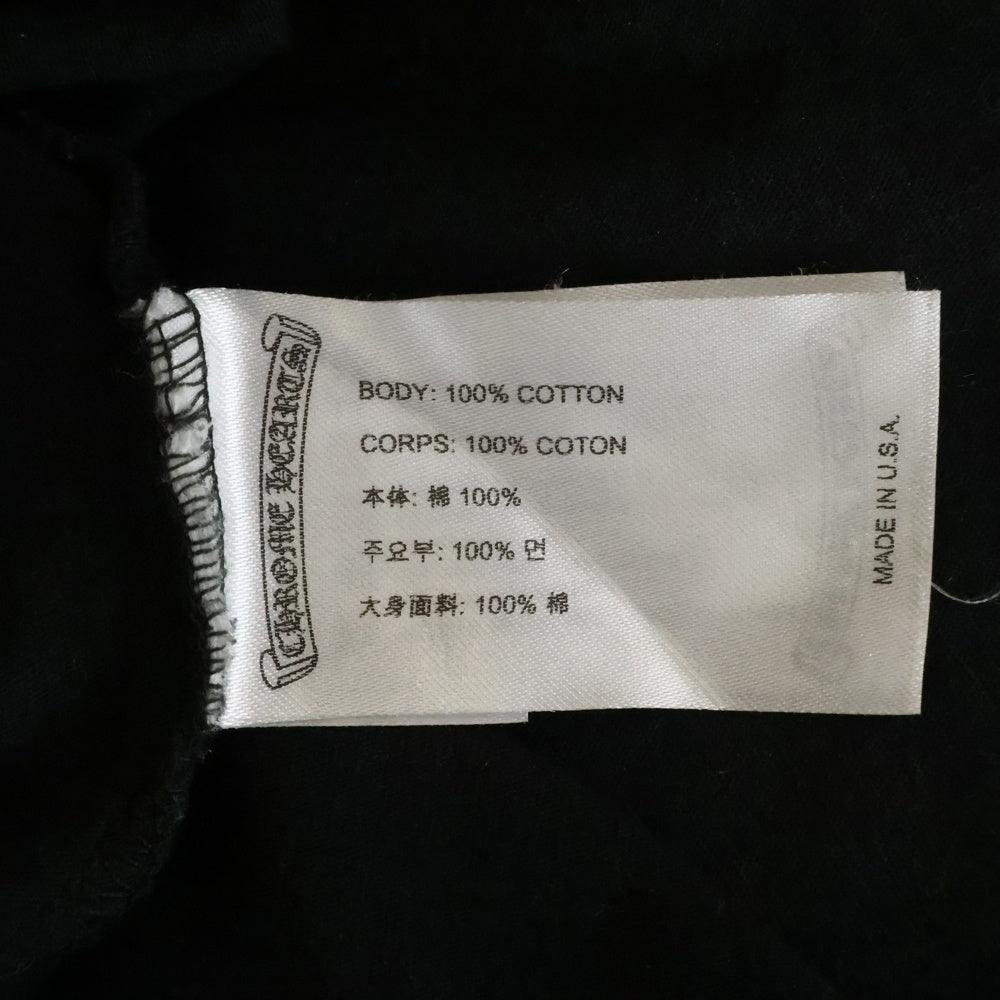 CHROME HEARTS
BODY: 100% COTTON
CORPS: 100% COTON
本体: 棉 100%
주요부: 100% 면
大身面料: 100% 棉
MADE IN U.S.A.